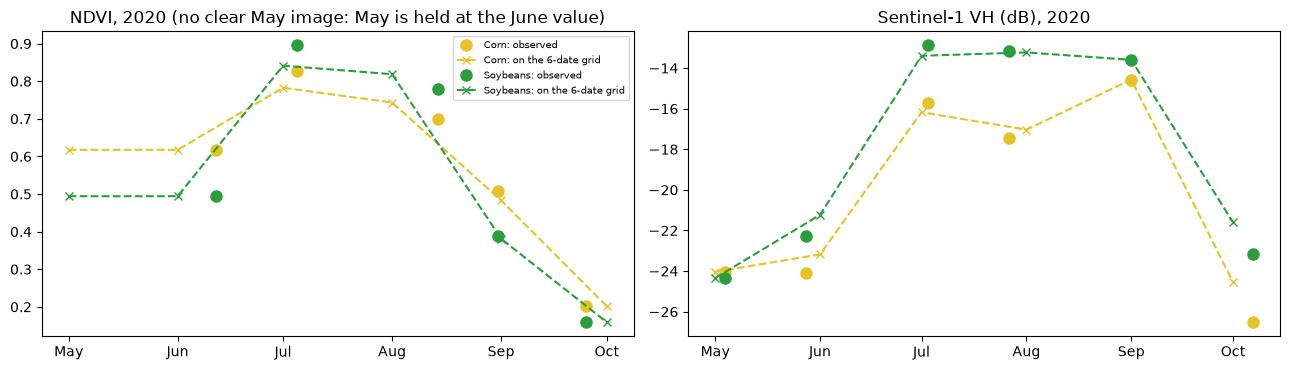 NDVI, 2020 (no clear May image: May is held at the June value)
0.9
0.8
0.7
0.6
0.5
0.4
0.3
0.2
May Jun Jul Aug Sep Oct
Corn: observed
Corn: on the 6-date grid
Soybeans: observed
Soybeans: on the 6-date grid
Sentinel-1 VH (dB), 2020
−14
−16
−18
−20
−22
−24
−26
May Jun Jul Aug Sep Oct